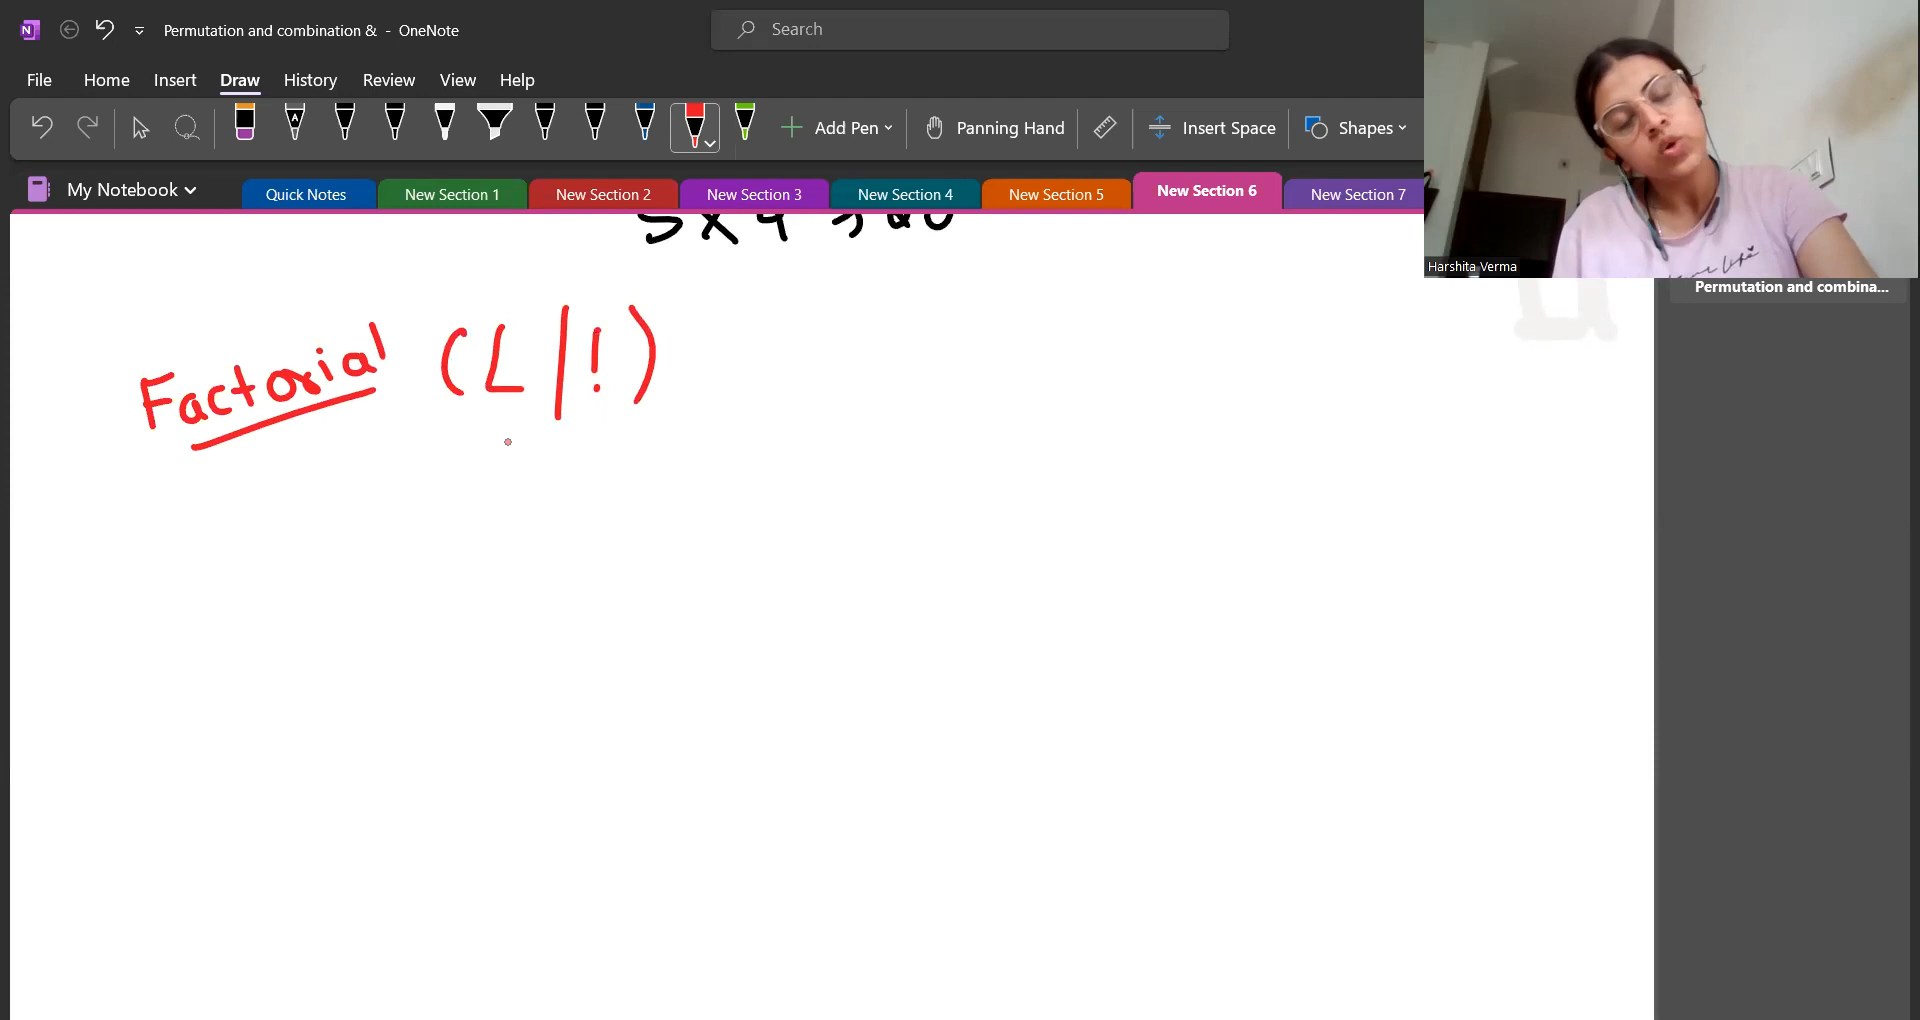 Permutation and combination & - OneNote
Search
File Home Insert Draw History Review View Help
Add Pen Panning Hand Insert Space Shapes
My Notebook Quick Notes New Section 1 New Section 2 New Section 3 New Section 4 New Section 5 New Section 6 New Section 7
Harshita Verma
Permutation and combina...
5 x 4
Factorial (L / !)